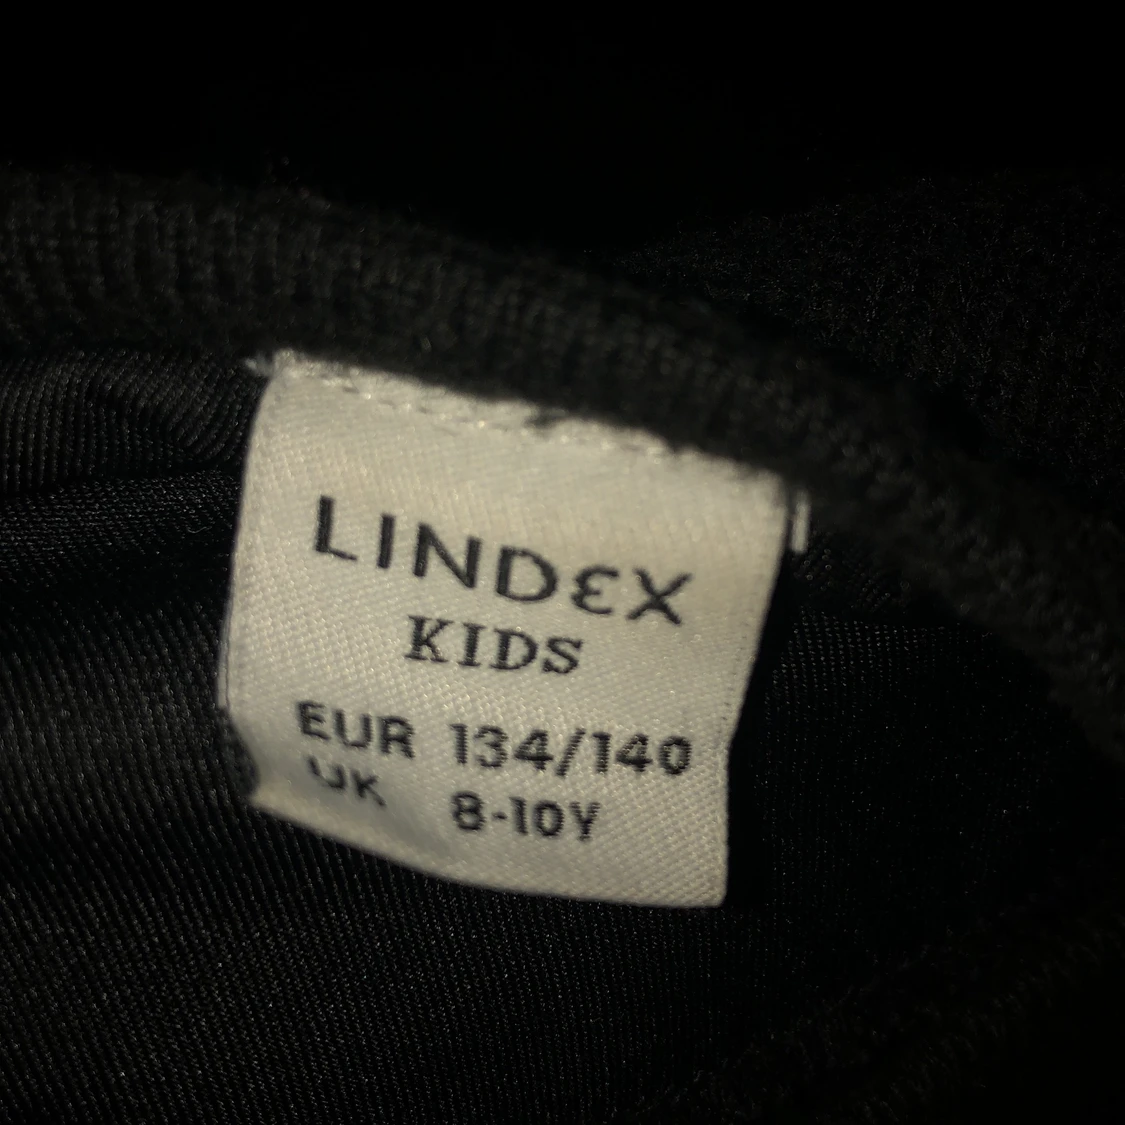 LINDEX
KIDS
EUR 134/140
UK 8-10Y